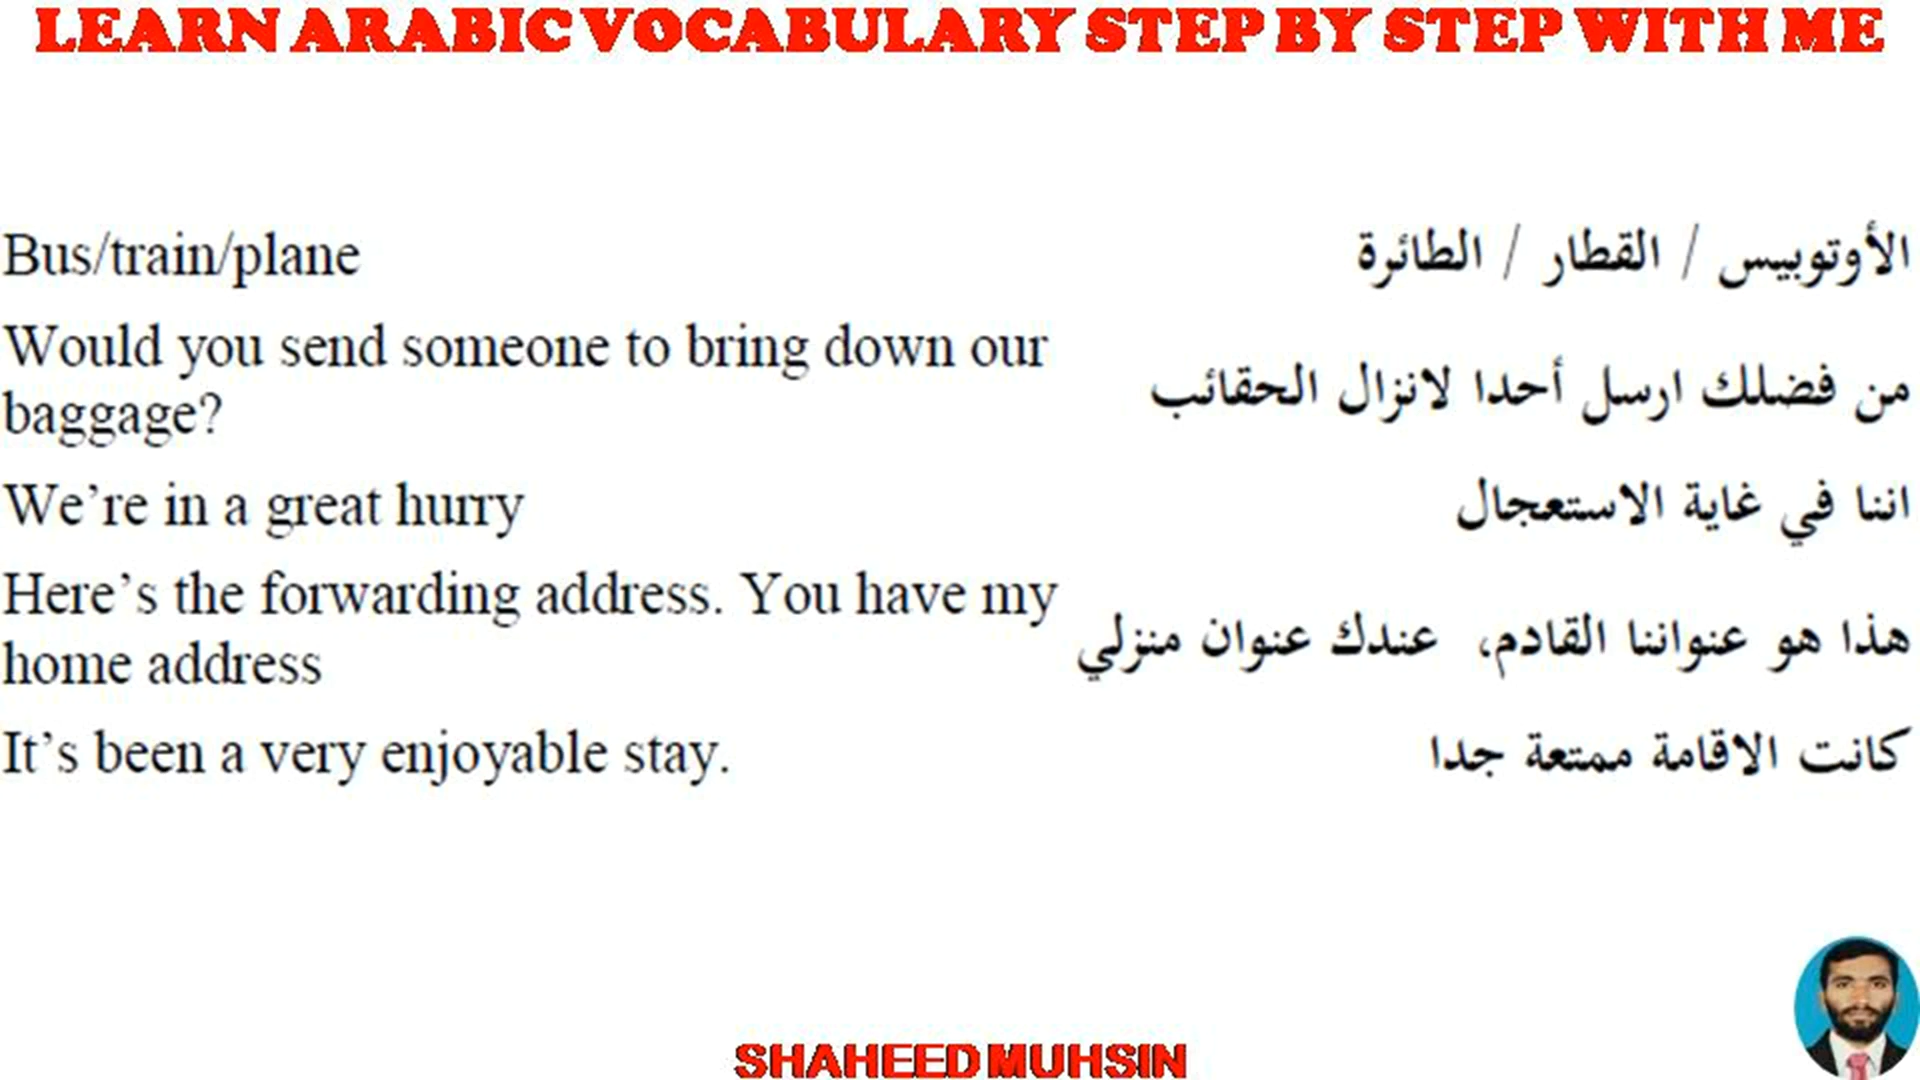 LEARN ARABIC VOCABULARY STEP BY STEP WITH ME
Bus/train/plane
الأوتوبيس / القطار / الطائرة
Would you send someone to bring down our
baggage?
من فضلك ارسل أحدا لانزال الحقائب
We’re in a great hurry
اننا في غاية الاستعجال
Here’s the forwarding address. You have my
home address
هذا هو عنواننا القادم، عندك عنوان منزلي
It’s been a very enjoyable stay.
كانت الاقامة ممتعة جدا
SHAHEED MUHSIN